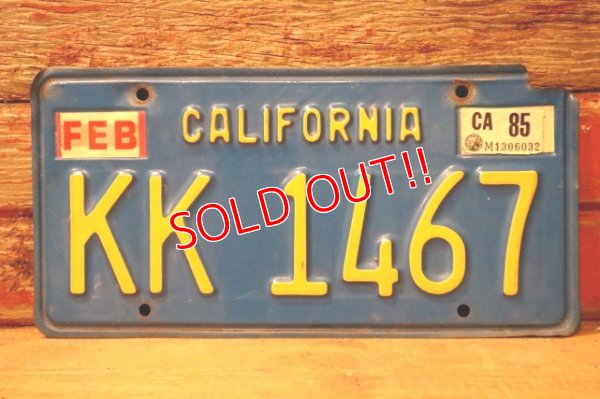 FEB CALIFORNIA CA 85
M1306032
KK 1467
SOLD OUT!!